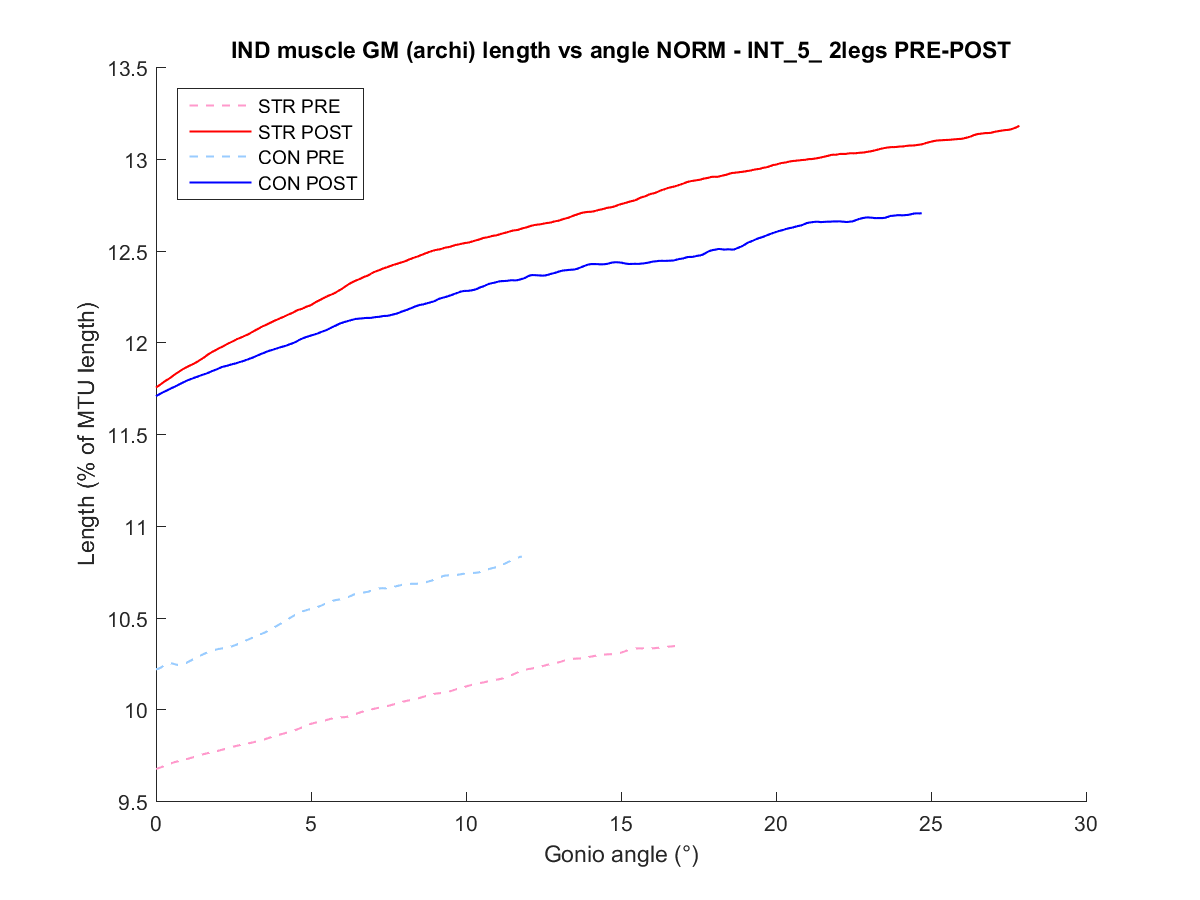 IND muscle GM (archi) length vs angle NORM - INT_5_ 2legs PRE-POST
13.5
13
12.5
12
11.5
11
10.5
10
9.5
Length (% of MTU length)
STR PRE
STR POST
CON PRE
CON POST
0 5 10 15 20 25 30
Gonio angle (°)